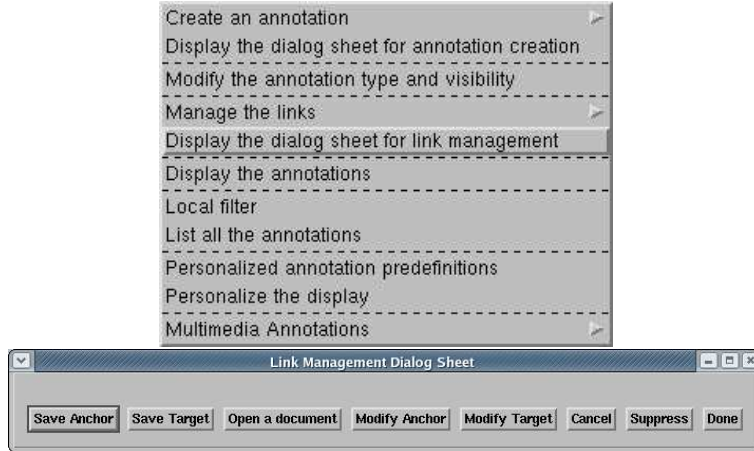 Create an annotation
Display the dialog sheet for annotation creation
Modify the annotation type and visibility
Manage the links
Display the dialog sheet for link management
Display the annotations
Local filter
List all the annotations
Personalized annotation predefinitions
Personalize the display
Multimedia Annotations
Link Management Dialog Sheet
Save Anchor Save Target Open a document Modify Anchor Modify Target Cancel Suppress Done